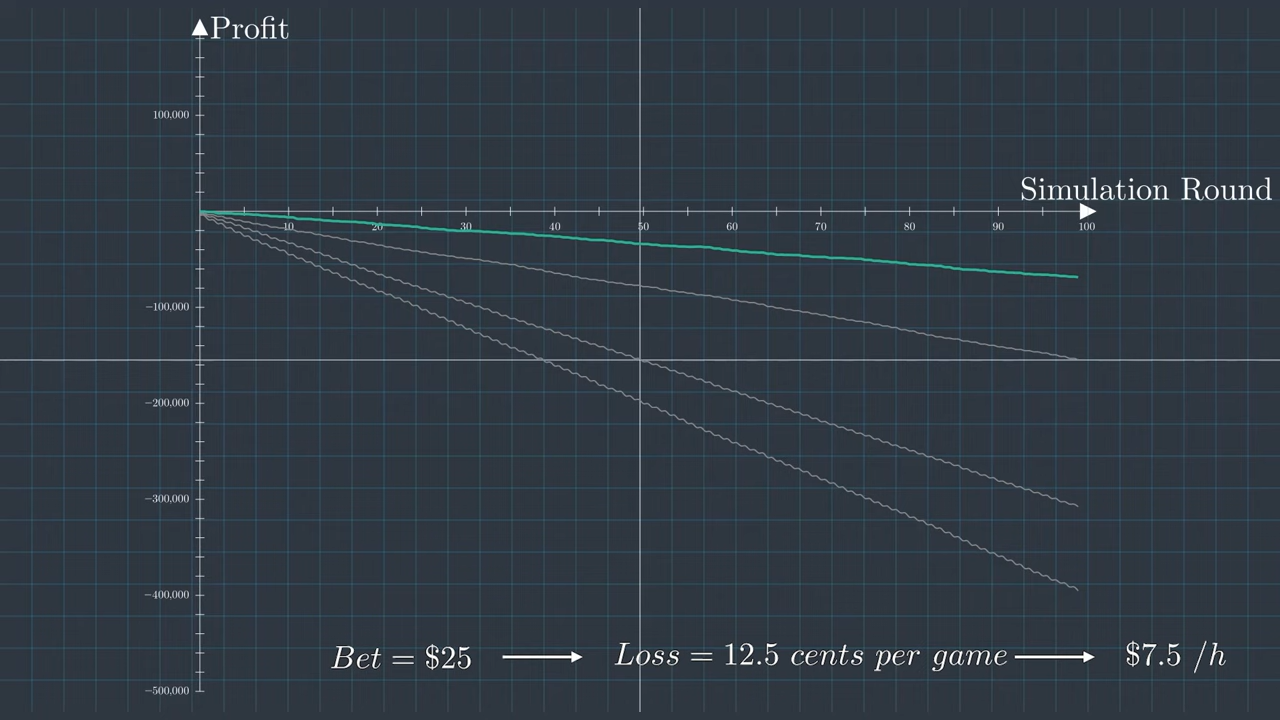 Profit
100,000
Simulation Round
10 20 30 40 50 60 70 80 90 100
−100,000
−200,000
−300,000
−400,000
Bet = $25 Loss = 12.5 cents per game $7.5 /h
−500,000